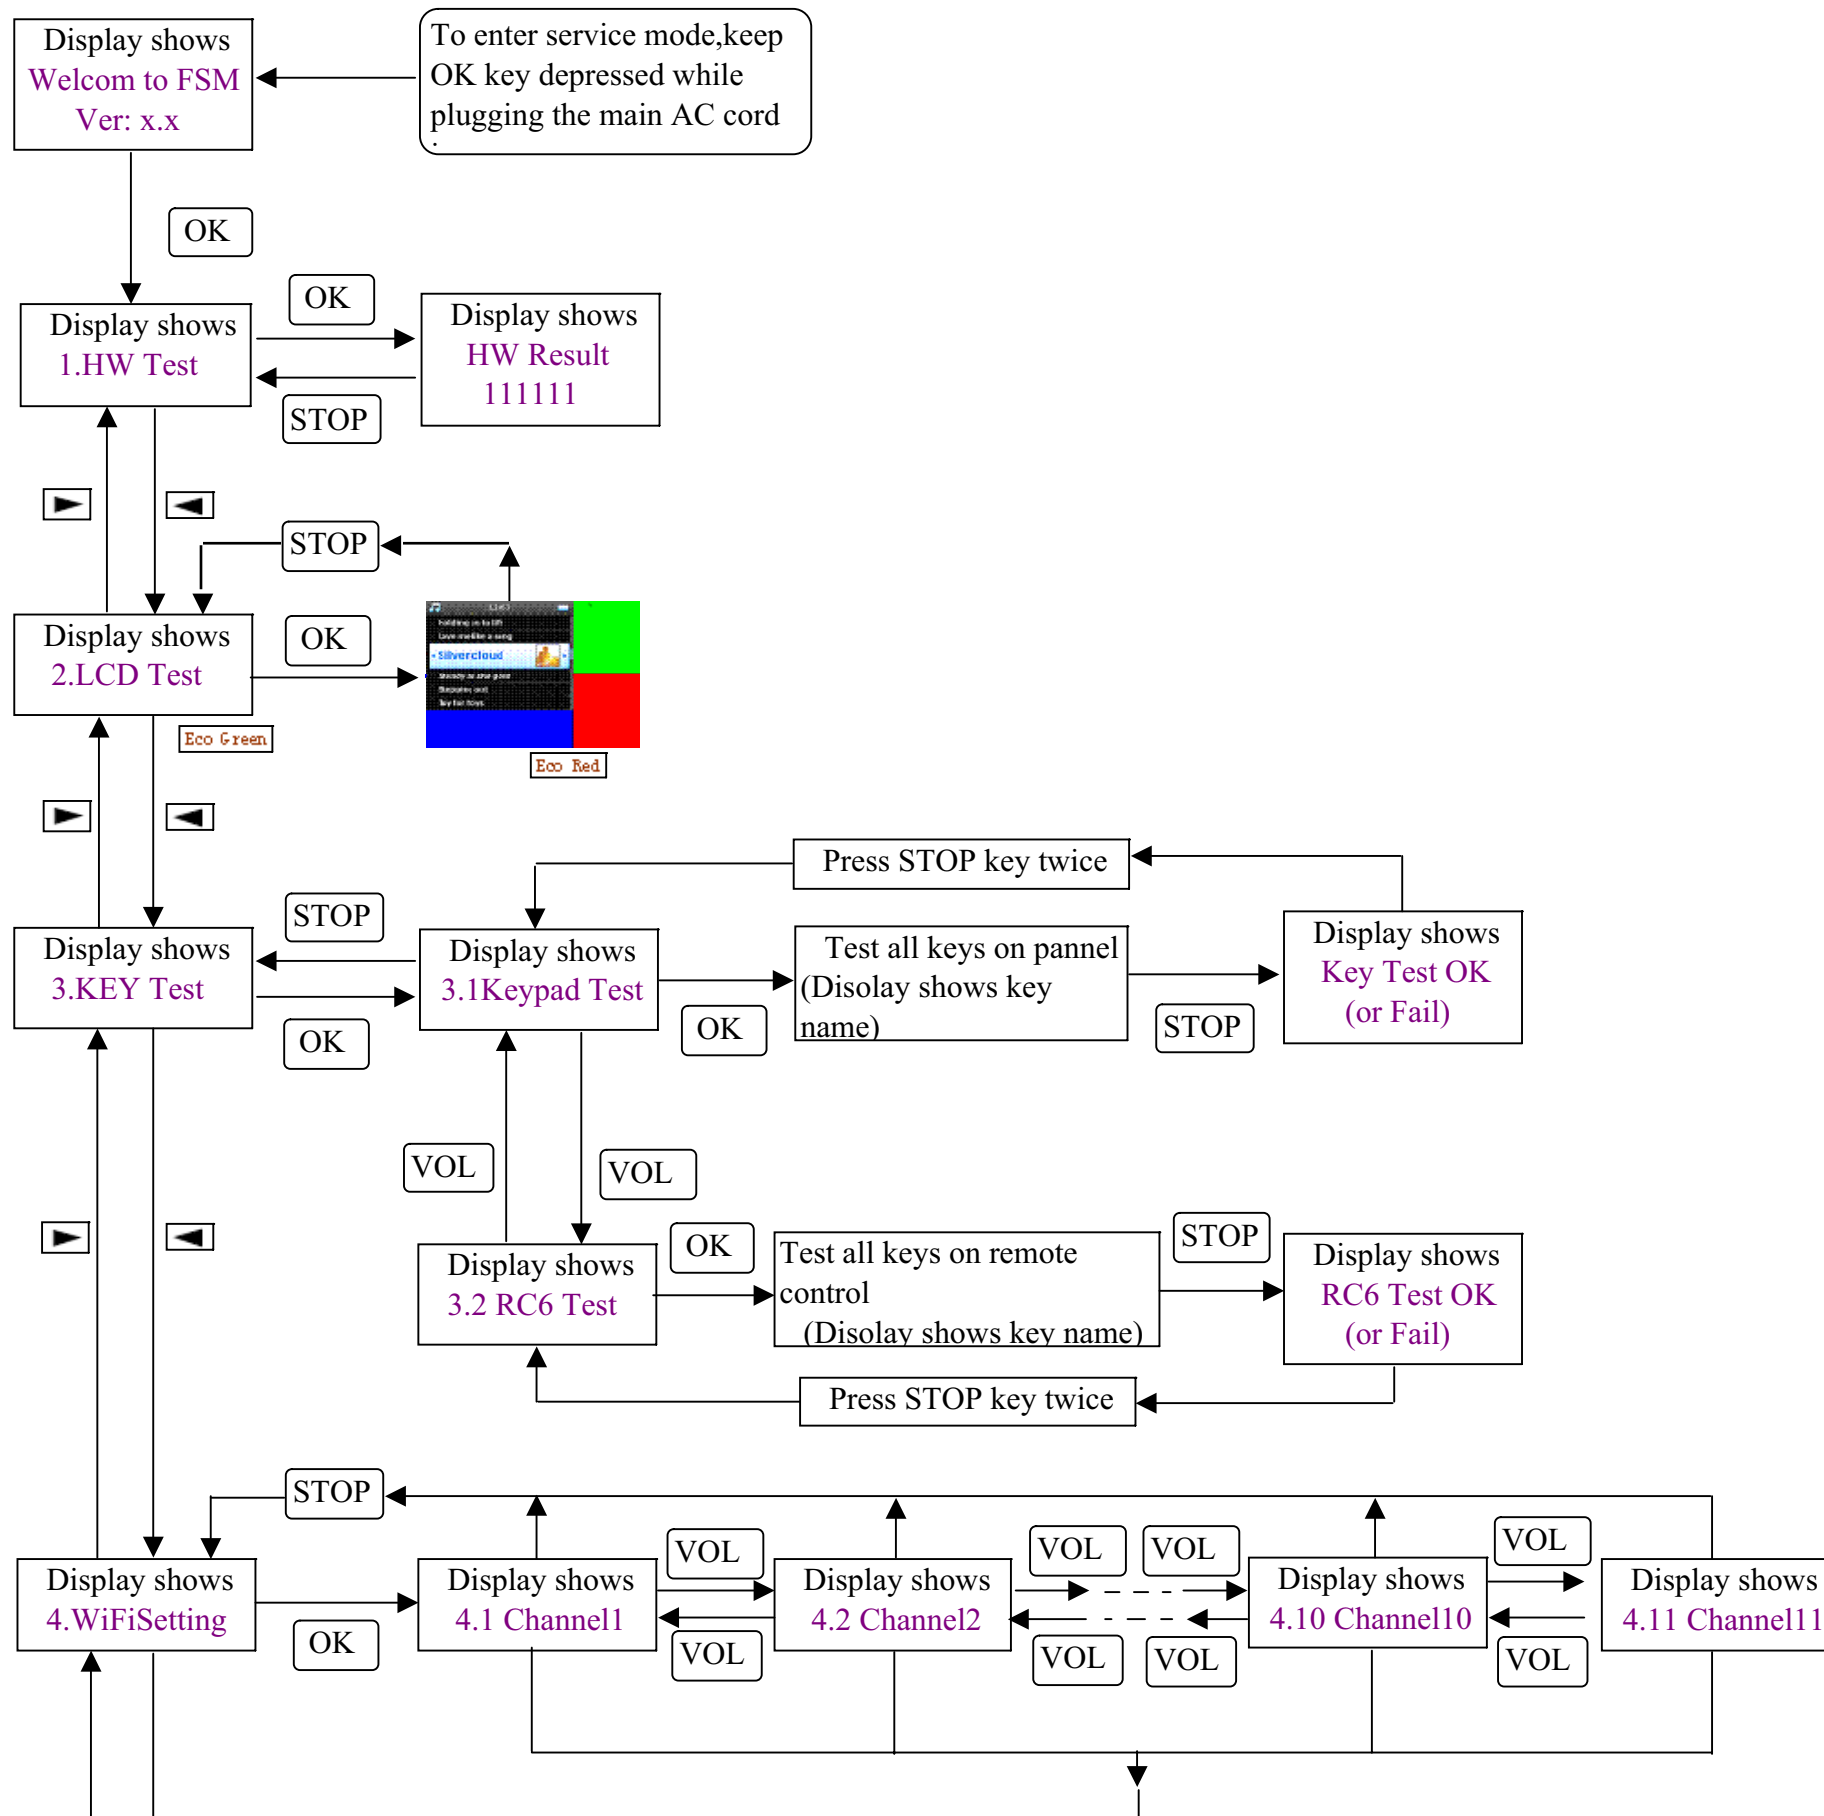 Display shows
Welcom to FSM
Ver: x.x
To enter service mode,keep
OK key depressed while
plugging the main AC cord
OK
Display shows
1.HW Test
OK
STOP
Display shows
HW Result
111111
STOP
Display shows
2.LCD Test
OK
Silvercloud
Eco Green
Eco Red
Press STOP key twice
STOP
Display shows
3.KEY Test
OK
Display shows
3.1Keypad Test
OK
Test all keys on pannel
(Disolay shows key
name)
STOP
Display shows
Key Test OK
(or Fail)
VOL
VOL
Display shows
3.2 RC6 Test
OK
Test all keys on remote
control
(Disolay shows key name)
STOP
Display shows
RC6 Test OK
(or Fail)
Press STOP key twice
STOP
Display shows
4.WiFiSetting
OK
Display shows
4.1 Channel1
VOL
VOL
Display shows
4.2 Channel2
VOL
VOL
VOL
VOL
Display shows
4.10 Channel10
VOL
VOL
Display shows
4.11 Channel11